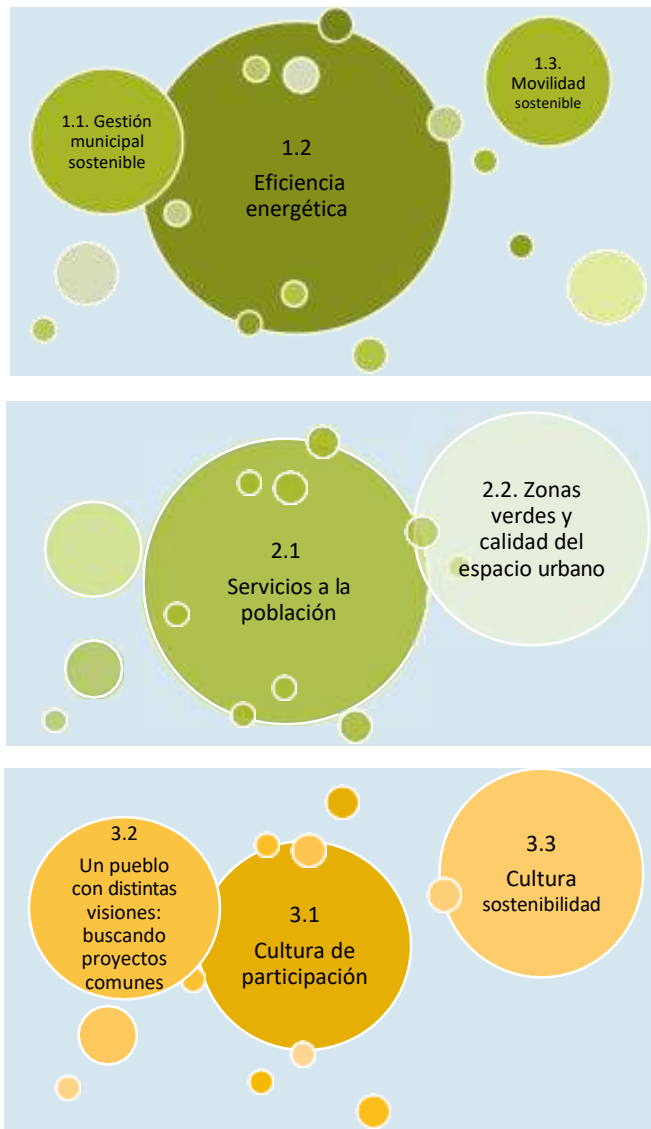 1.1. Gestión
municipal
sostenible
1.2
Eficiencia
energética
1.3.
Movilidad
sostenible
2.1
Servicios a la
población
2.2. Zonas
verdes y
calidad del
espacio urbano
3.2
Un pueblo
con distintas
visiones:
buscando
proyectos
comunes
3.1
Cultura de
participación
3.3
Cultura
sostenibilidad